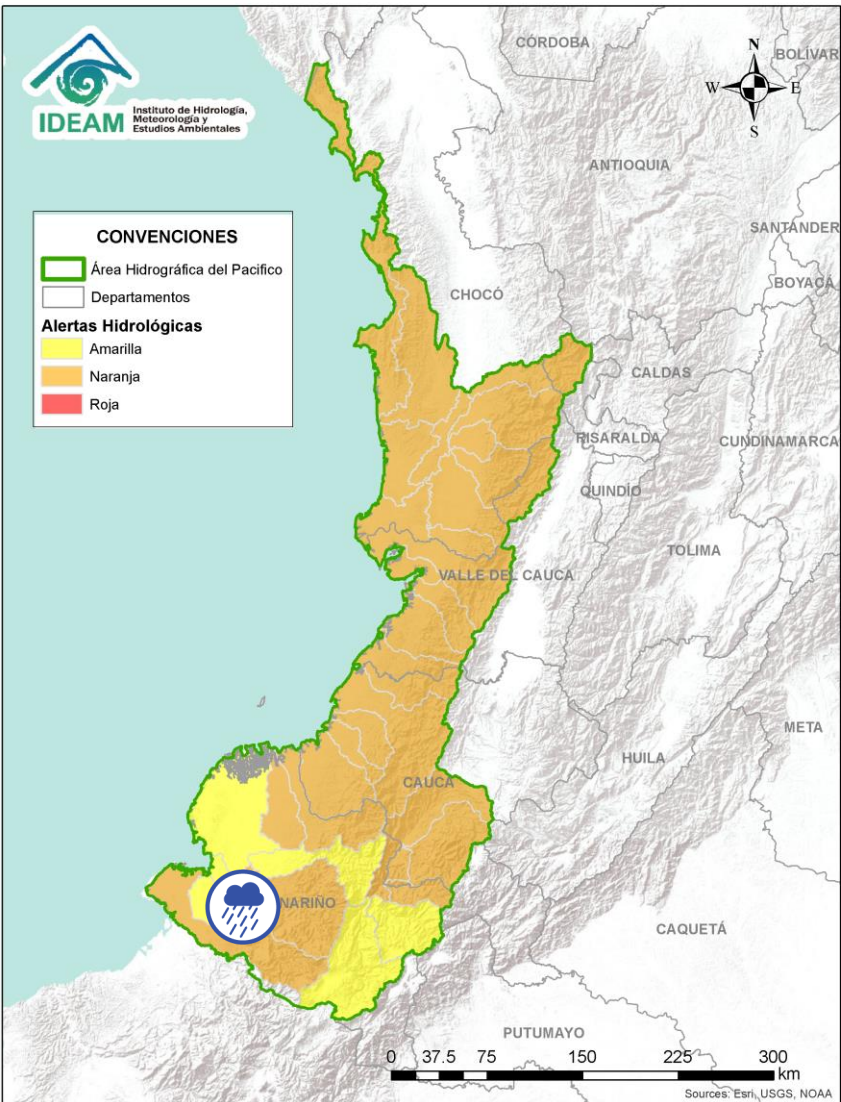 IDEAM
Instituto de Hidrología,
Meteorología y
Estudios Ambientales
CÓRDOBA
BOLIVAR
N
W
E
S
ANTIOQUIA
SANTANDER
BOYACÁ
CONVENCIONES
Área Hidrográfica del Pacifico
Departamentos
Alertas Hidrológicas
Amarilla
Naranja
Roja
CHOCÓ
CALDAS
RISARALDA
CUNDINAMARCA
QUINDÍO
TOLIMA
VALLE DEL CAUCA
META
HUILA
CAUCA
NARIÑO
CAQUETÁ
PUTUMAYO
0 37.5 75 150 225 300
km
Sources: Esri, USGS, NOAA